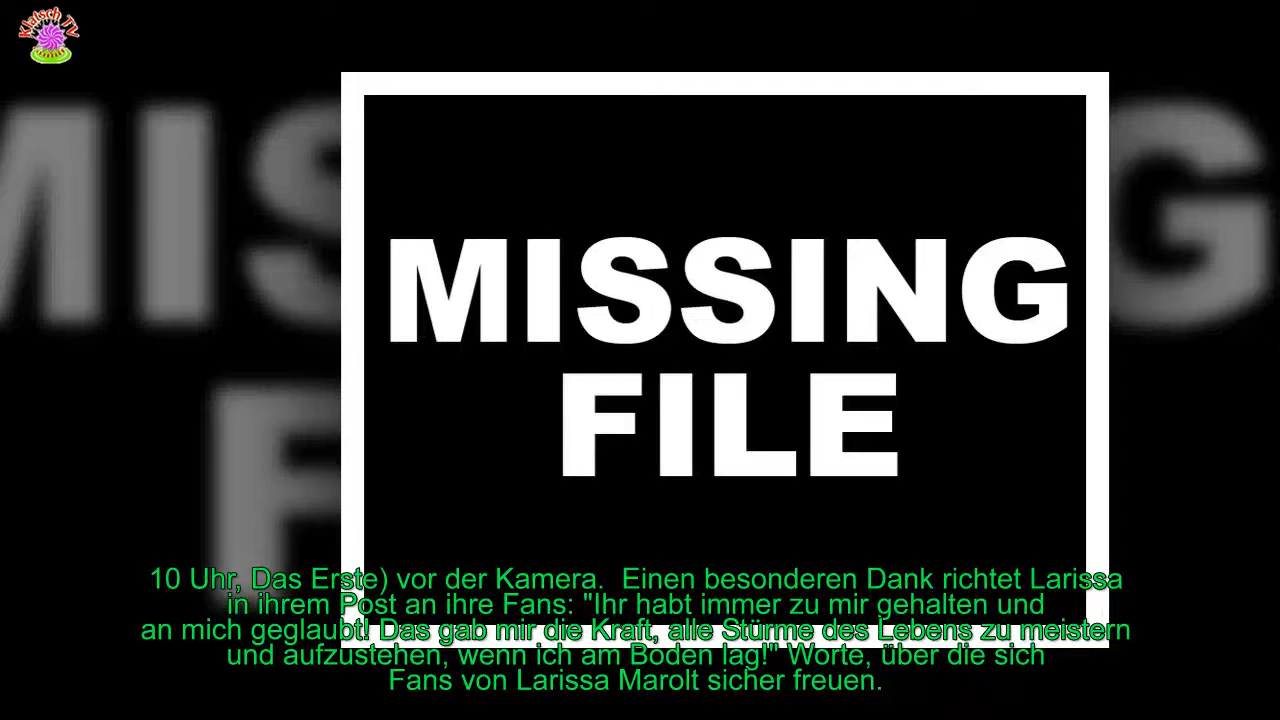 Klatsch TV
MISSING
FILE
10 Uhr, Das Erste) vor der Kamera.  Einen besonderen Dank richtet Larissa
in ihrem Post an ihre Fans: "Ihr habt immer zu mir gehalten und
an mich geglaubt! Das gab mir die Kraft, alle Stürme des Lebens zu meistern
und aufzustehen, wenn ich am Boden lag!" Worte, über die sich
Fans von Larissa Marolt sicher freuen.